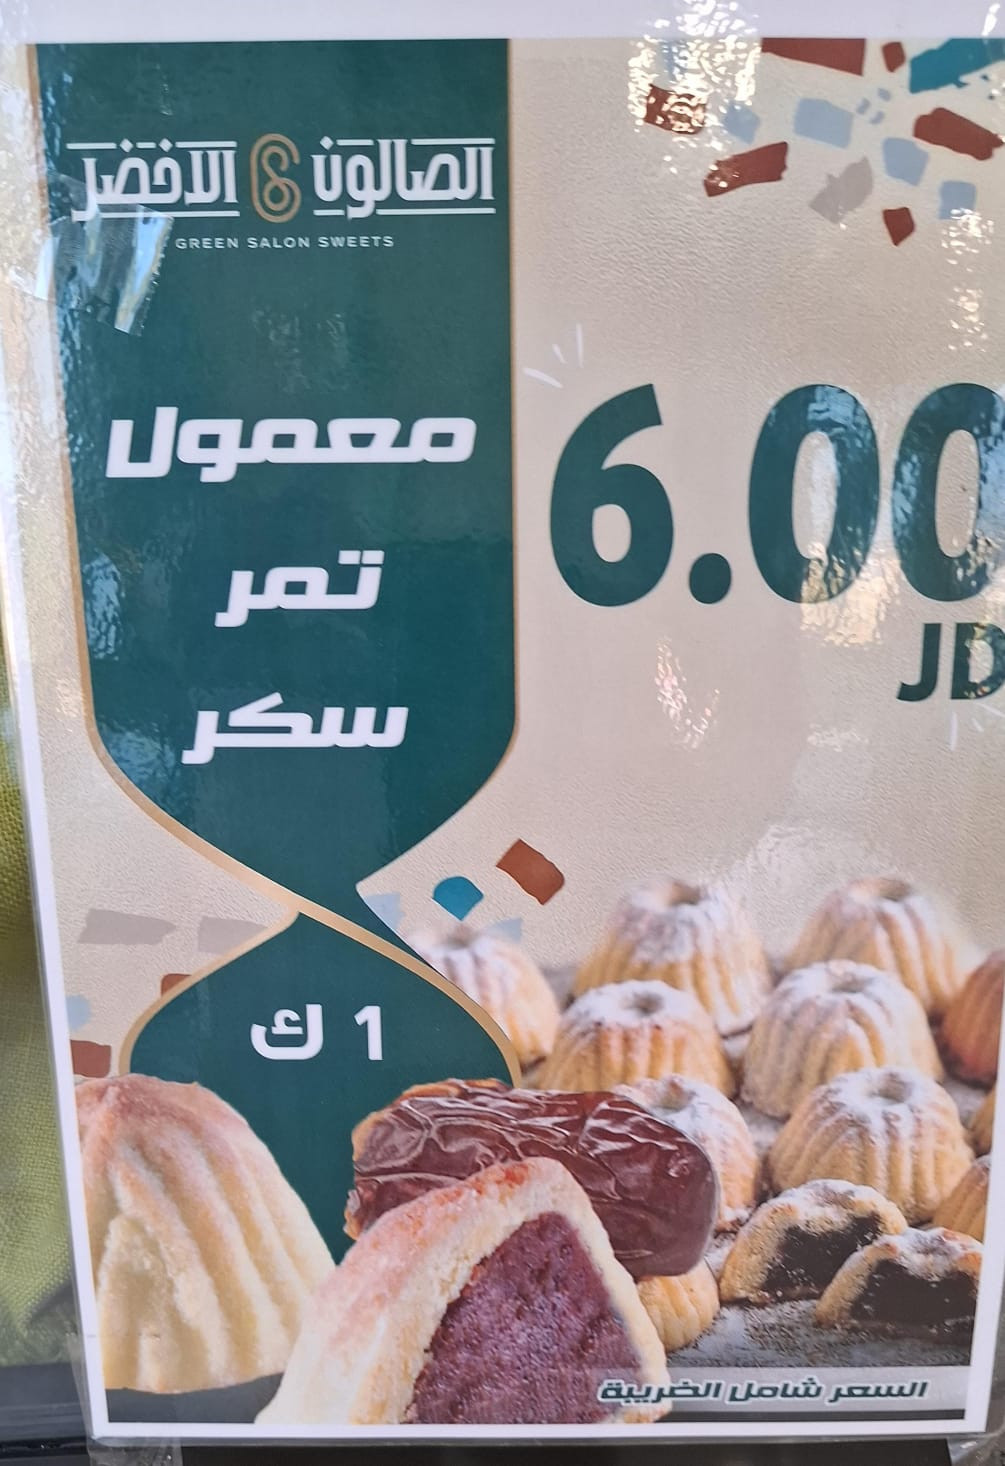 الصالون الاخضر
GREEN SALON SWEETS
معمول
تمر
سكر
6.00
JD
1 ك
السعر شامل الضريبة